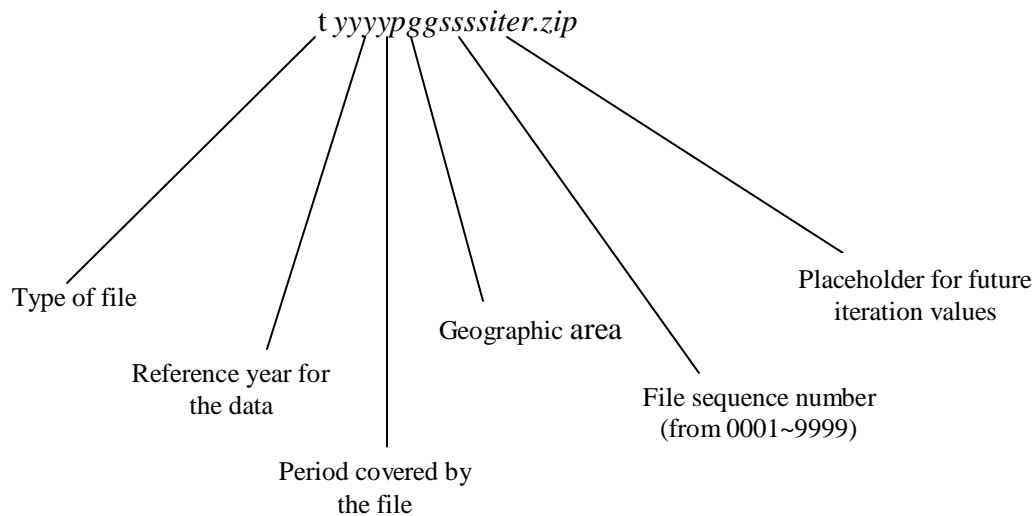 t yyyypggssssiter.zip
Type of file
Reference year for
the data
Period covered by
the file
Geographic area
File sequence number
(from 0001~9999)
Placeholder for future
iteration values